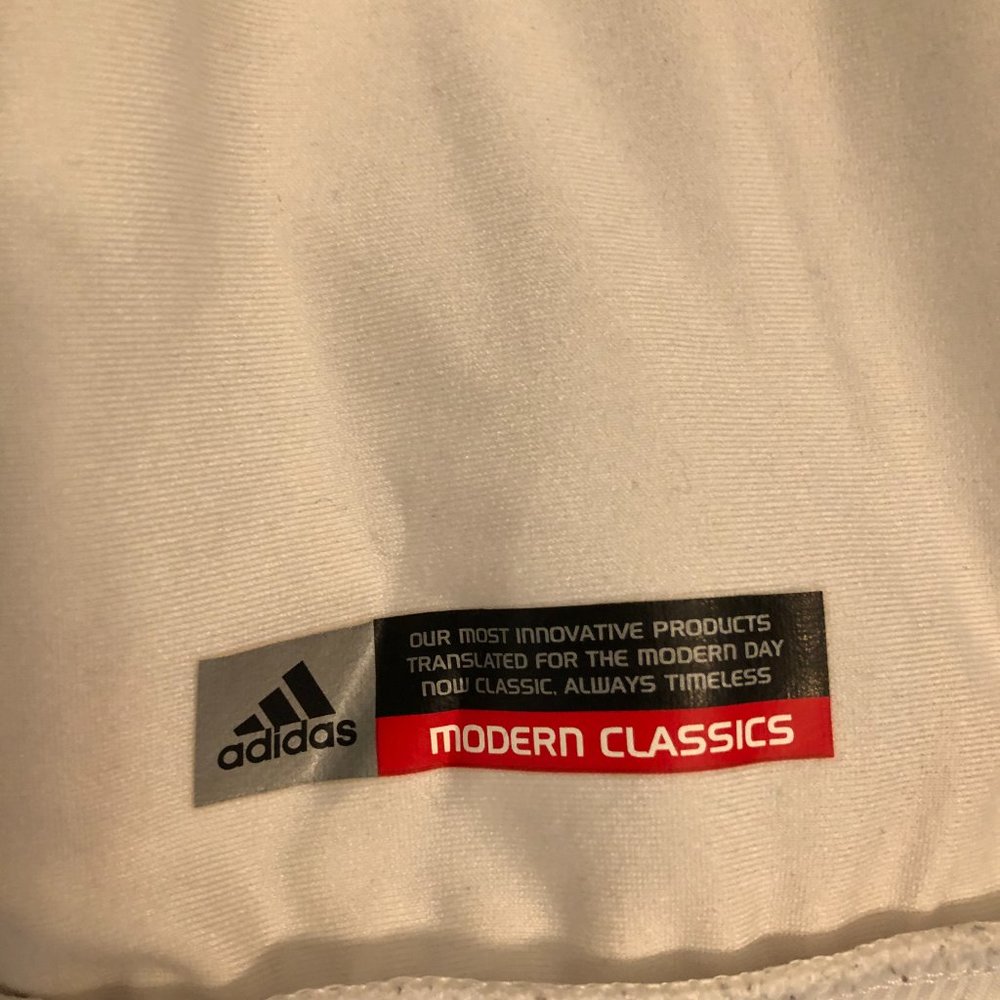 adidas
OUR MOST INNOVATIVE PRODUCTS
TRANSLATED FOR THE MODERN DAY
NOW CLASSIC. ALWAYS TIMELESS
MODERN CLASSICS